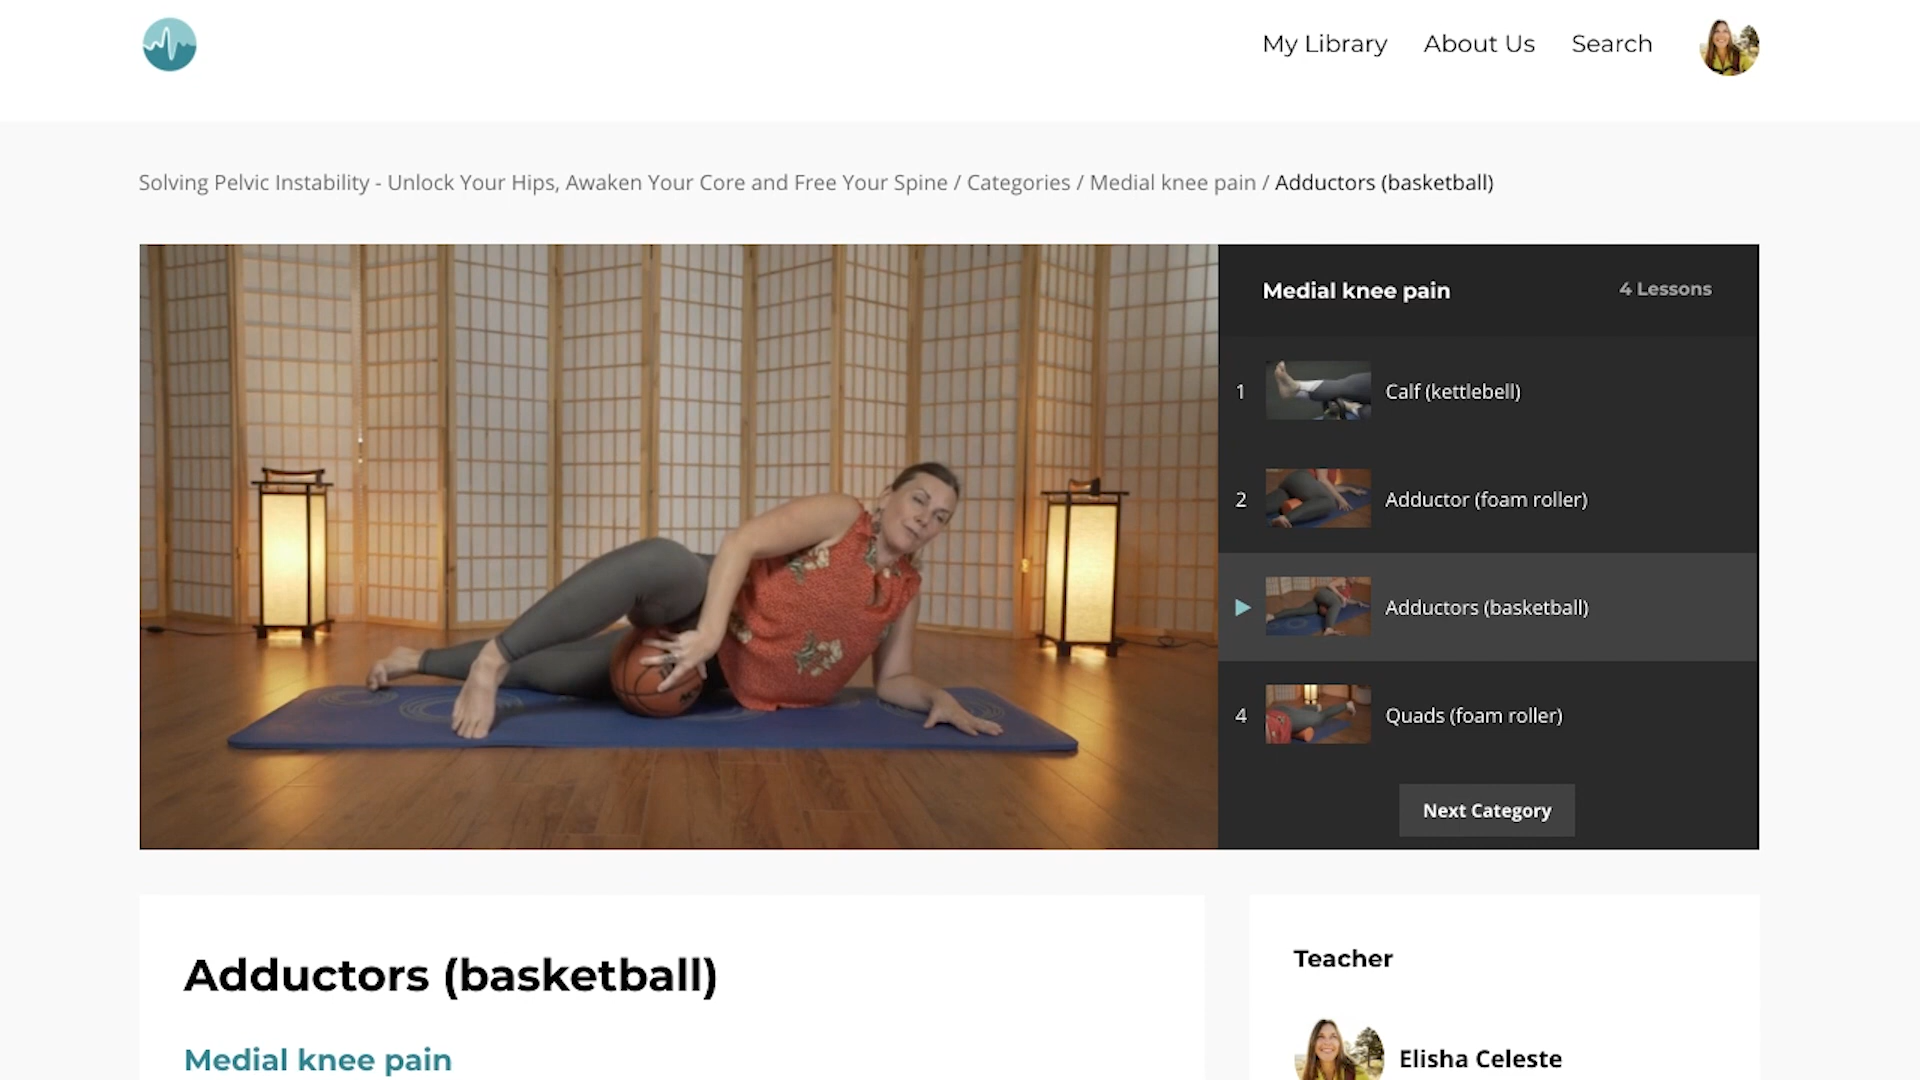 My Library About Us Search
Solving Pelvic Instability - Unlock Your Hips, Awaken Your Core and Free Your Spine / Categories / Medial knee pain / Adductors (basketball)
Medial knee pain 4 Lessons
1 Calf (kettlebell)
2 Adductor (foam roller)
Adductors (basketball)
4 Quads (foam roller)
Next Category
Adductors (basketball)
Medial knee pain
Teacher
Elisha Celeste